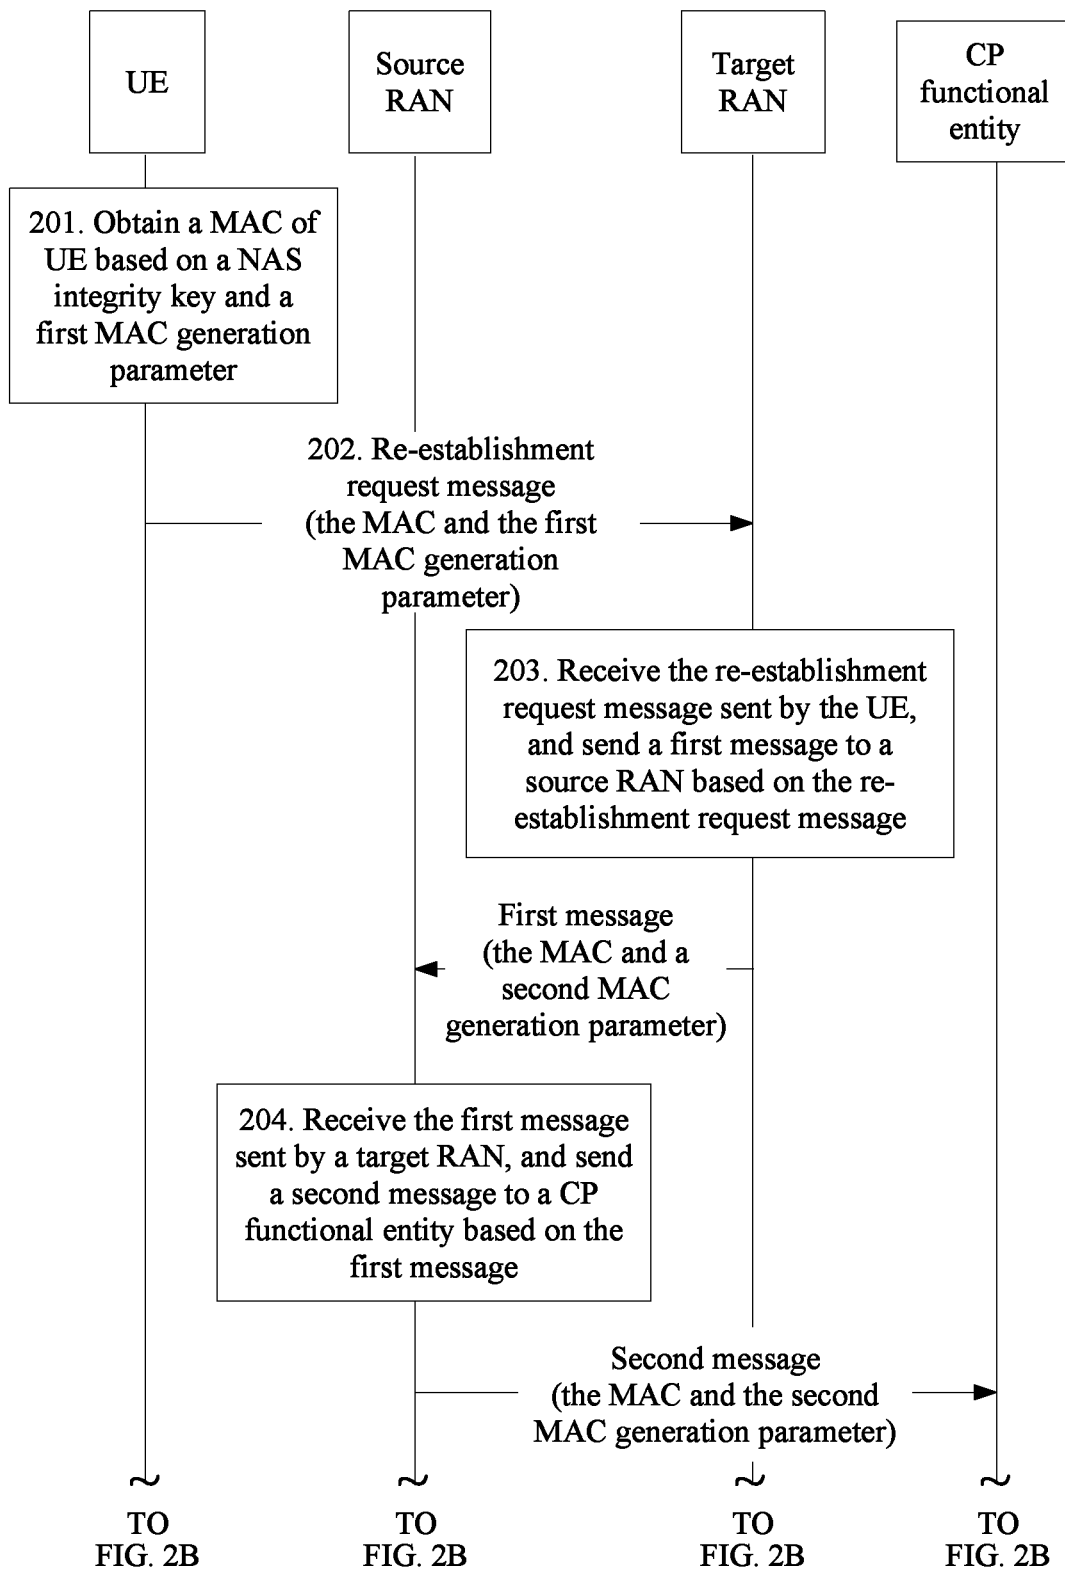 UE
Source
RAN
Target
RAN
CP
functional
entity
201. Obtain a MAC of
UE based on a NAS
integrity key and a
first MAC generation
parameter
202. Re-establishment
request message
(the MAC and the first
MAC generation
parameter)
203. Receive the re-establishment
request message sent by the UE,
and send a first message to a
source RAN based on the re-
establishment request message
First message
(the MAC and a
second MAC
generation parameter)
204. Receive the first message
sent by a target RAN, and send
a second message to a CP
functional entity based on the
first message
Second message
(the MAC and the second
MAC generation parameter)
TO
FIG. 2B
TO
FIG. 2B
TO
FIG. 2B
TO
FIG. 2B